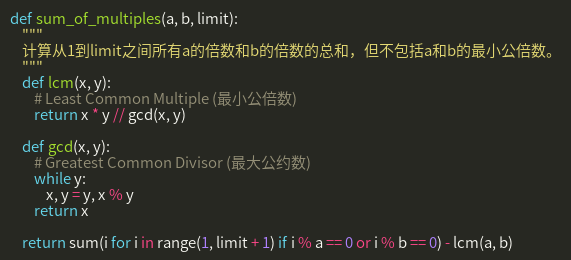 def sum_of_multiples(a, b, limit):
"""
计算从1到limit之间所有a的倍数和b的倍数的总和，但不包括a和b的最小公倍数。
"""
def lcm(x, y):
# Least Common Multiple (最小公倍数)
return x * y // gcd(x, y)
def gcd(x, y):
# Greatest Common Divisor (最大公约数)
while y:
x, y = y, x % y
return x
return sum(i for i in range(1, limit + 1) if i % a == 0 or i % b == 0) - lcm(a, b)